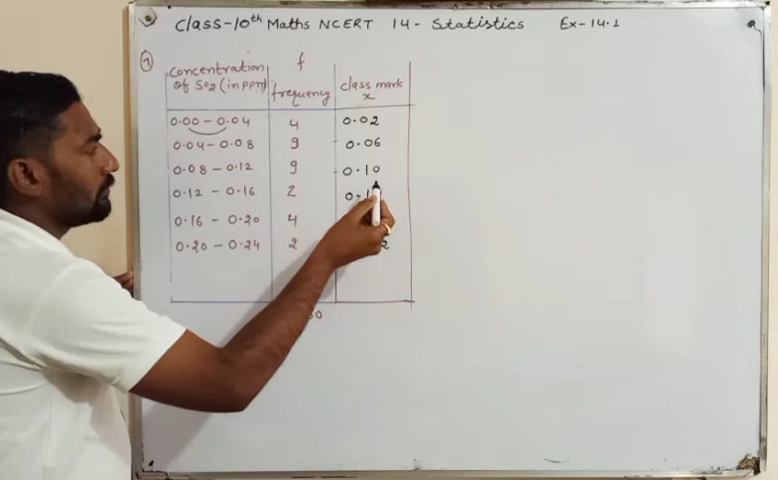 Class-10th Maths NCERT 14- Statistics Ex-14.1
7
Concentration of SO2 (in PPM) f frequency class mark x
0.00 - 0.04 4 0.02
0.04- 0.08 9 0.06
0.08 - 0.12 9 0.10
0.12 - 0.16 2
0.16 - 0.20 4
0.20 - 0.24 2